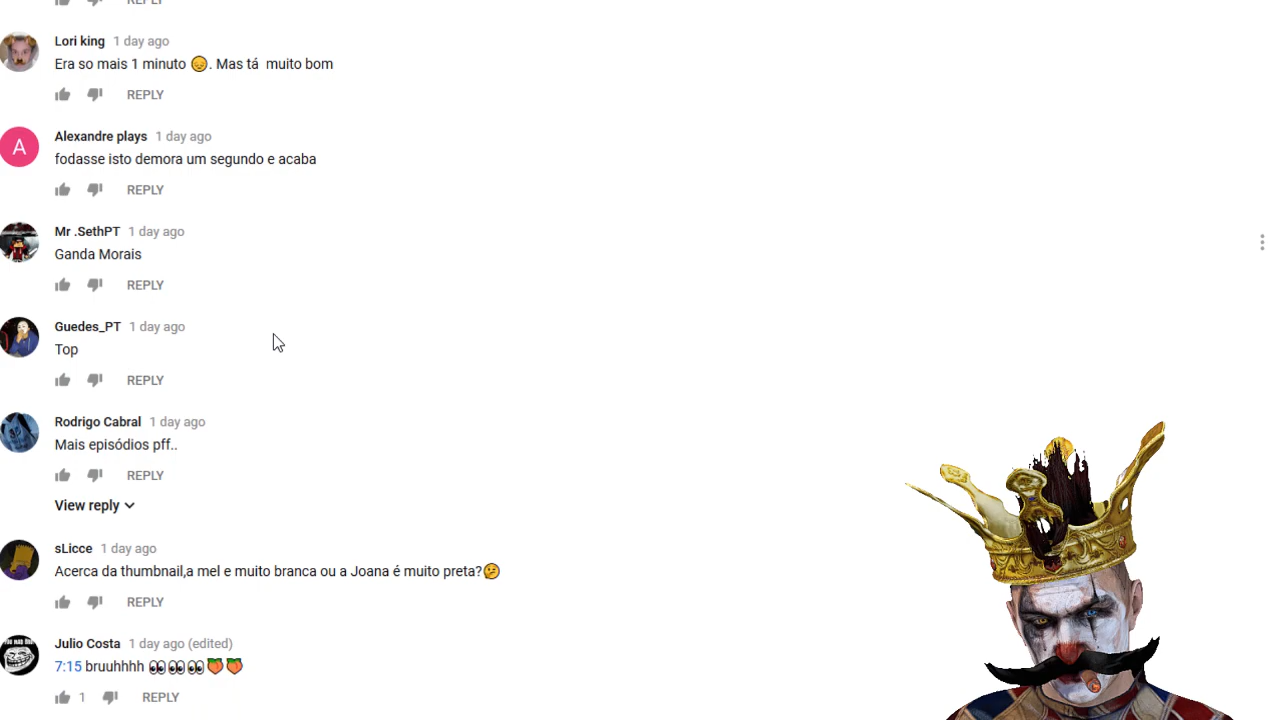 REPLY
Lori king 1 day ago
Era so mais 1 minuto 😔. Mas tá muito bom
REPLY
Alexandre plays 1 day ago
A
fodasse isto demora um segundo e acaba
REPLY
Mr .SethPT 1 day ago
Ganda Morais
REPLY
Guedes_PT 1 day ago
Top
REPLY
Rodrigo Cabral 1 day ago
Mais episódios pff..
REPLY
View reply
sLicce 1 day ago
Acerca da thumbnail,a mel e muito branca ou a Joana é muito preta?🤔
REPLY
Julio Costa 1 day ago (edited)
7:15 bruuhhhh 👀👀👀🍑🍑
1 REPLY